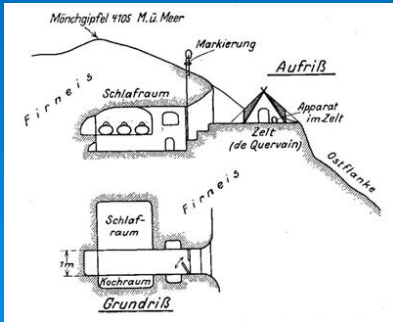 Mönchgipfel 4105 M.ü.Meer
Markierung
Aufriß
Firneis
Schlafraum
Apparat
im Zelt
Zelt
(de Quervain)
Ostflanke
Firneis
Schlaf-
raum
1m
Kochraum
Grundriß